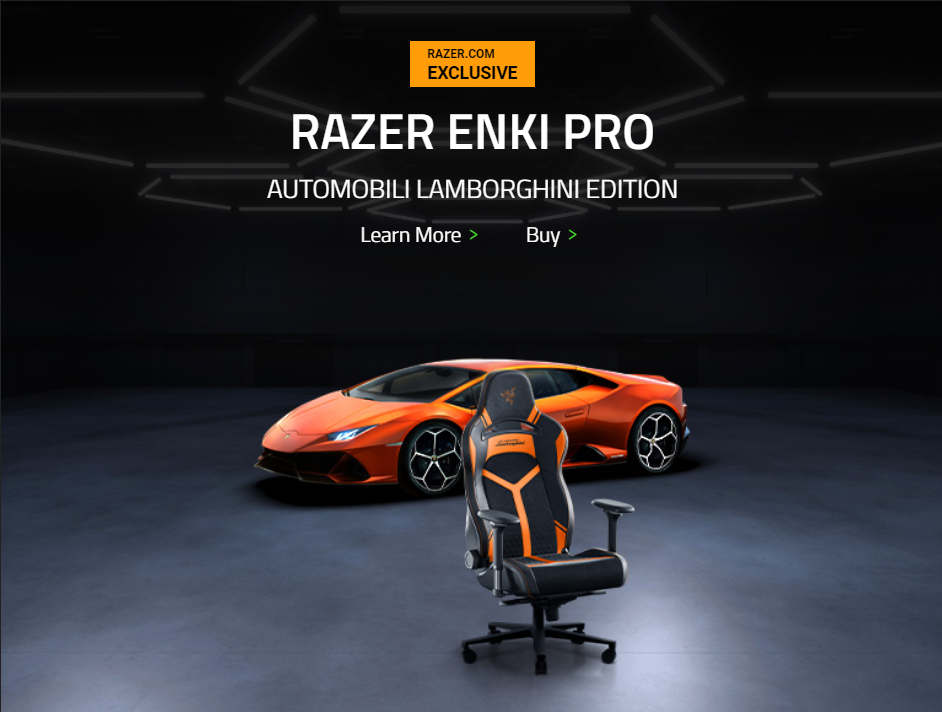 RAZER.COM
EXCLUSIVE
RAZER ENKI PRO
AUTOMOBILI LAMBORGHINI EDITION
Learn More >
Buy >